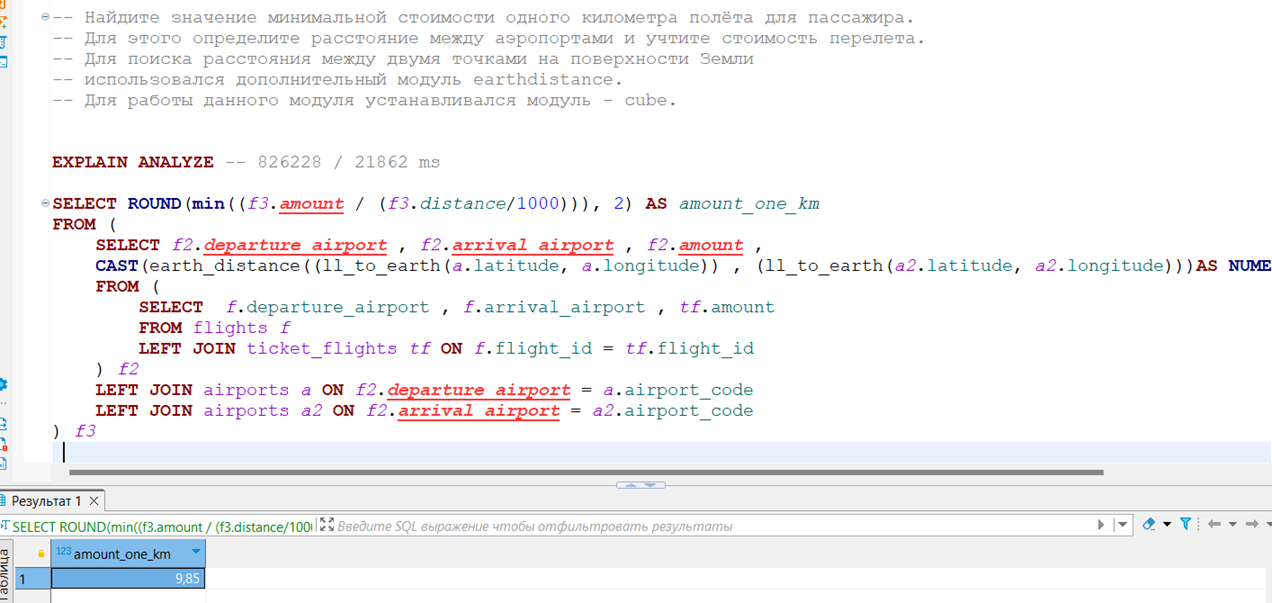 -- Найдите значение минимальной стоимости одного километра полёта для пассажира.
-- Для этого определите расстояние между аэропортами и учтите стоимость перелета.
-- Для поиска расстояния между двумя точками на поверхности Земли
-- использовался дополнительный модуль earthdistance.
-- Для работы данного модуля устанавливался модуль – cube.
EXPLAIN ANALYZE -- 826228 / 21862 ms
SELECT ROUND(min((f3.amount / (f3.distance/1000))), 2) AS amount_one_km
FROM (
SELECT f2.departure_airport , f2.arrival_airport , f2.amount ,
CAST(earth_distance((ll_to_earth(a.latitude, a.longitude)) , (ll_to_earth(a2.latitude, a2.longitude)))AS NUME
FROM (
SELECT f.departure_airport , f.arrival_airport , tf.amount
FROM flights f
LEFT JOIN ticket_flights tf ON f.flight_id = tf.flight_id
) f2
LEFT JOIN airports a ON f2.departure_airport = a.airport_code
LEFT JOIN airports a2 ON f2.arrival_airport = a2.airport_code
) f3
Результат 1
SELECT ROUND(min((f3.amount / (f3.distance/100
Введите SQL выражение чтобы отфильтровать результаты
Таблица
123 amount_one_km
1 9,85